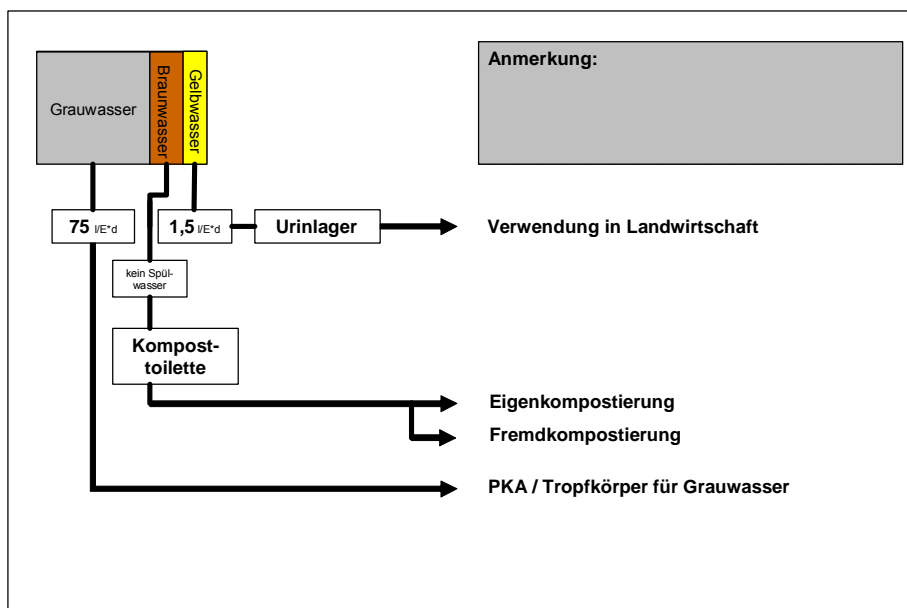 Grauwasser
Braunwasser
Gelbwasser
Anmerkung:
75 l/E*d
1,5 l/E*d
Urinlager
Verwendung in Landwirtschaft
kein Spül-
wasser
Kompost-
toilette
Eigenkompostierung
Fremdkompostierung
PKA / Tropfkörper für Grauwasser